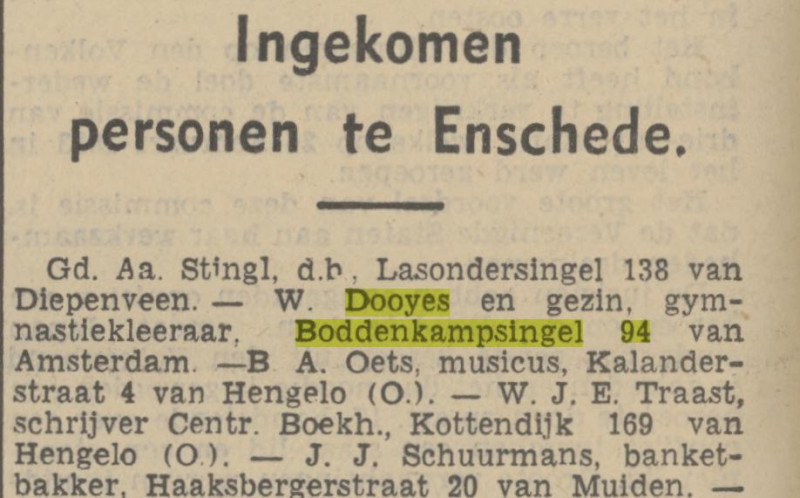 Ingekomen
personen te Enschede.
Gd. Aa. Stingl, d.b, Lasondersingel 138 van
Diepenveen. — W. Dooyes en gezin, gym-
nastiekleeraar, Boddenkampsingel 94 van
Amsterdam. —B A. Oets, musicus, Kalander-
straat 4 van Hengelo (O.). — W. J. E. Traast,
schrijver Centr. Boekh., Kottendijk 169 van
Hengelo (O.). — J. J. Schuurmans, banket-
bakker, Haaksbergerstraat 20 van Muiden. —